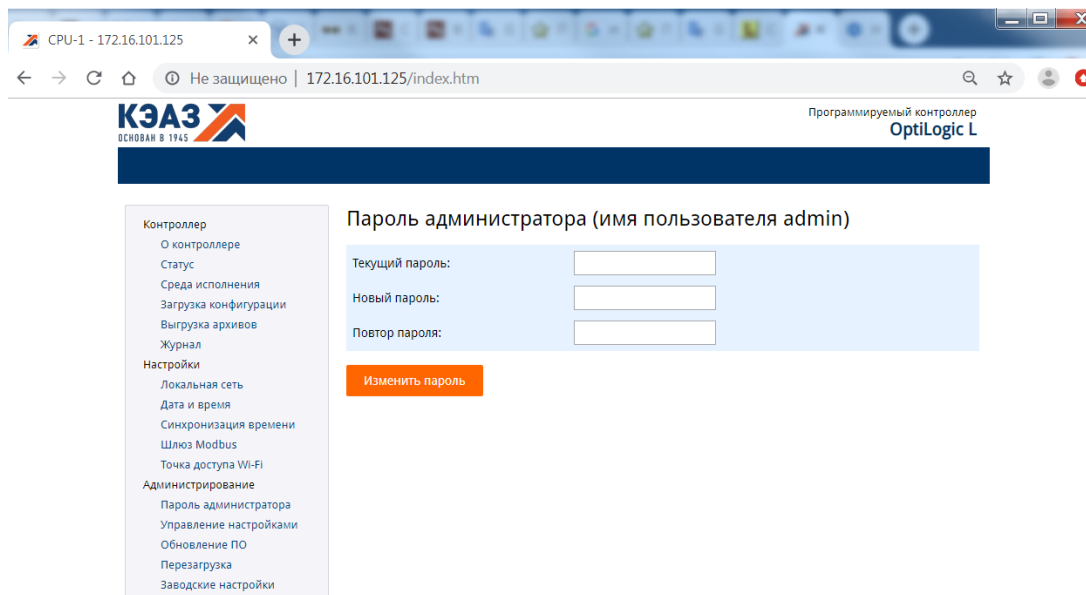 CPU-1 - 172.16.101.125
Не защищено | 172.16.101.125/index.htm
КЭАЗ
ОСНОВАН В 1945
Программируемый контроллер
OptiLogic L
Контроллер
О контроллере
Статус
Среда исполнения
Загрузка конфигурации
Выгрузка архивов
Журнал
Настройки
Локальная сеть
Дата и время
Синхронизация времени
Шлюз Modbus
Точка доступа Wi-Fi
Администрирование
Пароль администратора
Управление настройками
Обновление ПО
Перезагрузка
Заводские настройки
Пароль администратора (имя пользователя admin)
Текущий пароль:
Новый пароль:
Повтор пароля:
Изменить пароль